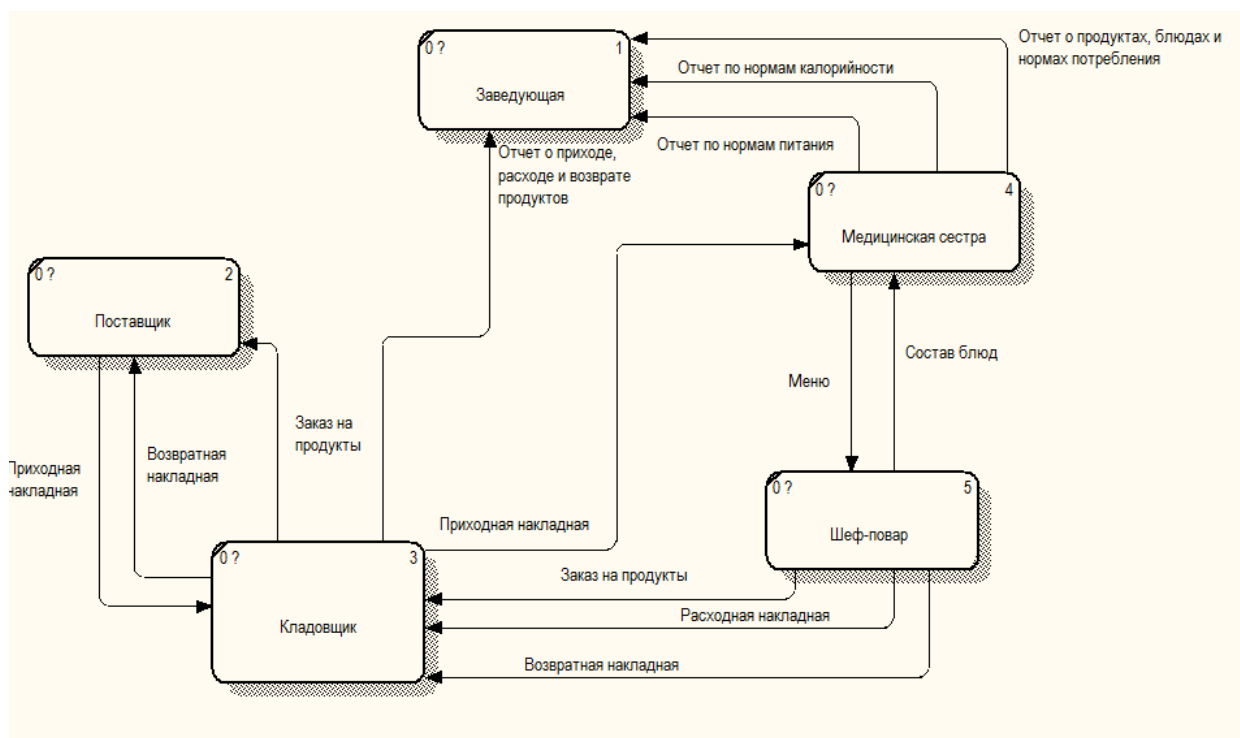 0 ?
1
Заведующая
Отчет о продуктах, блюдах и
нормах потребления
Отчет по нормам калорийности
Отчет по нормам питания
Отчет о приходе,
расходе и возврате
продуктов
0 ?
4
Медицинская сестра
0 ?
2
Поставщик
Состав блюд
Меню
Заказ на
продукты
Возвратная
накладная
Приходная
накладная
0 ?
5
Шеф-повар
Приходная накладная
0 ?
3
Кладовщик
Заказ на продукты
Расходная накладная
Возвратная накладная